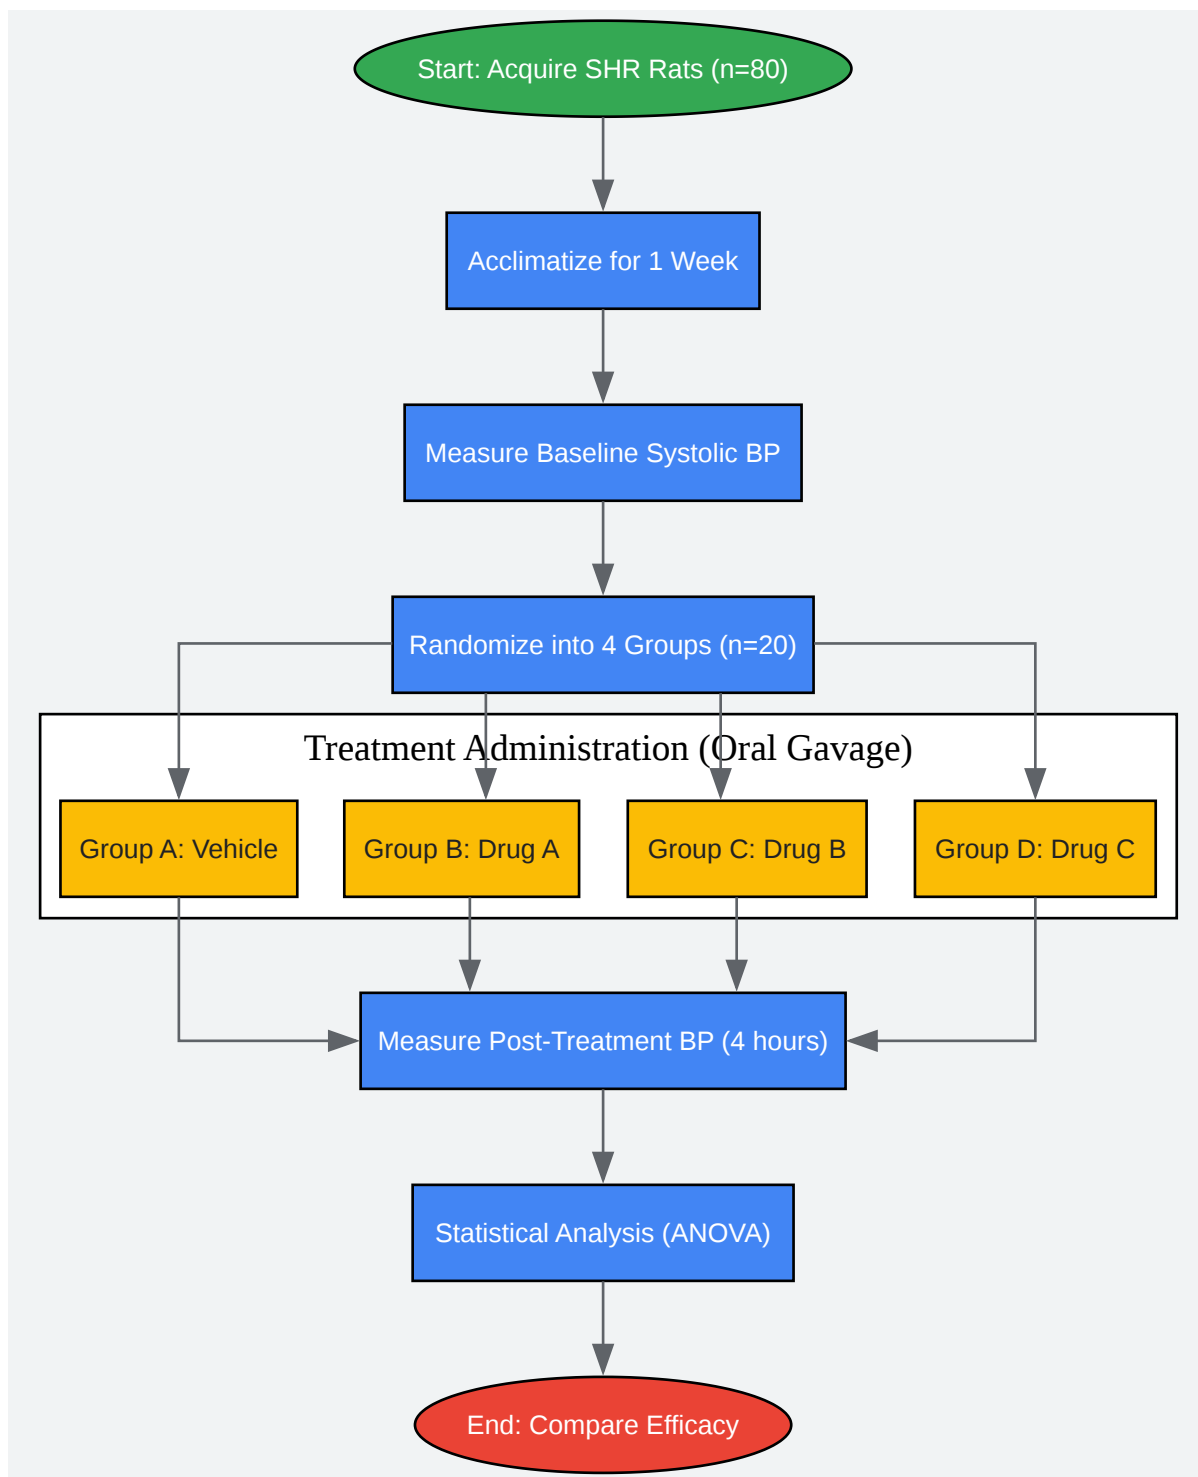 Start: Acquire SHR Rats (n=80)
Acclimatize for 1 Week
Measure Baseline Systolic BP
Randomize into 4 Groups (n=20)
Treatment Administration (Oral Gavage)
Group A: Vehicle
Group B: Drug A
Group C: Drug B
Group D: Drug C
Measure Post-Treatment BP (4 hours)
Statistical Analysis (ANOVA)
End: Compare Efficacy